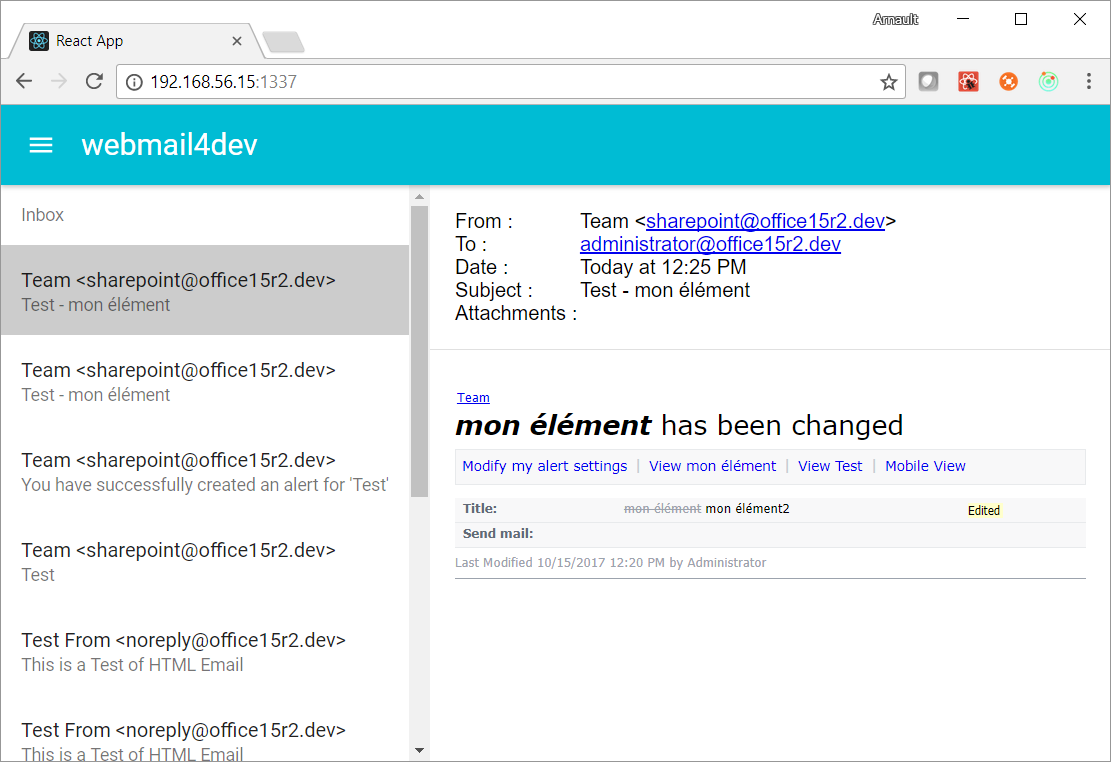 Arnault
React App
192.168.56.15:1337
webmail4dev
Inbox
Team <sharepoint@office15r2.dev>
Test - mon élément
Team <sharepoint@office15r2.dev>
Test - mon élément
Team <sharepoint@office15r2.dev>
You have successfully created an alert for 'Test'
Team <sharepoint@office15r2.dev>
Test
Test From <noreply@office15r2.dev>
This is a Test of HTML Email
Test From <noreply@office15r2.dev>
This is a Test of HTML Email
From : Team <sharepoint@office15r2.dev>
To : administrator@office15r2.dev
Date : Today at 12:25 PM
Subject : Test - mon élément
Attachments :
Team
mon élément has been changed
Modify my alert settings | View mon élément | View Test | Mobile View
Title: mon élément mon élément2 Edited
Send mail:
Last Modified 10/15/2017 12:20 PM by Administrator